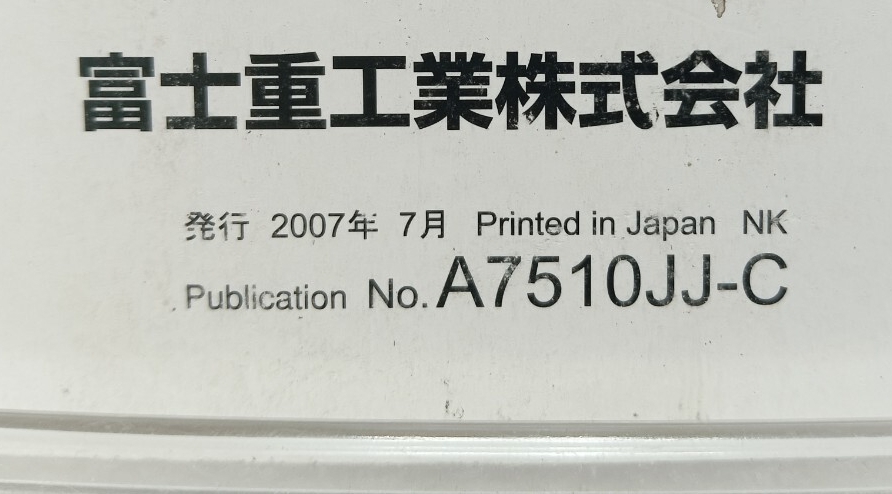 富士重工業株式会社
発行 2007年 7月 Printed in Japan NK
Publication No. A7510JJ-C